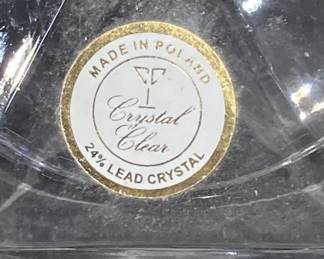 MADE IN POLAND
Crystal
Clear
24% LEAD CRYSTAL